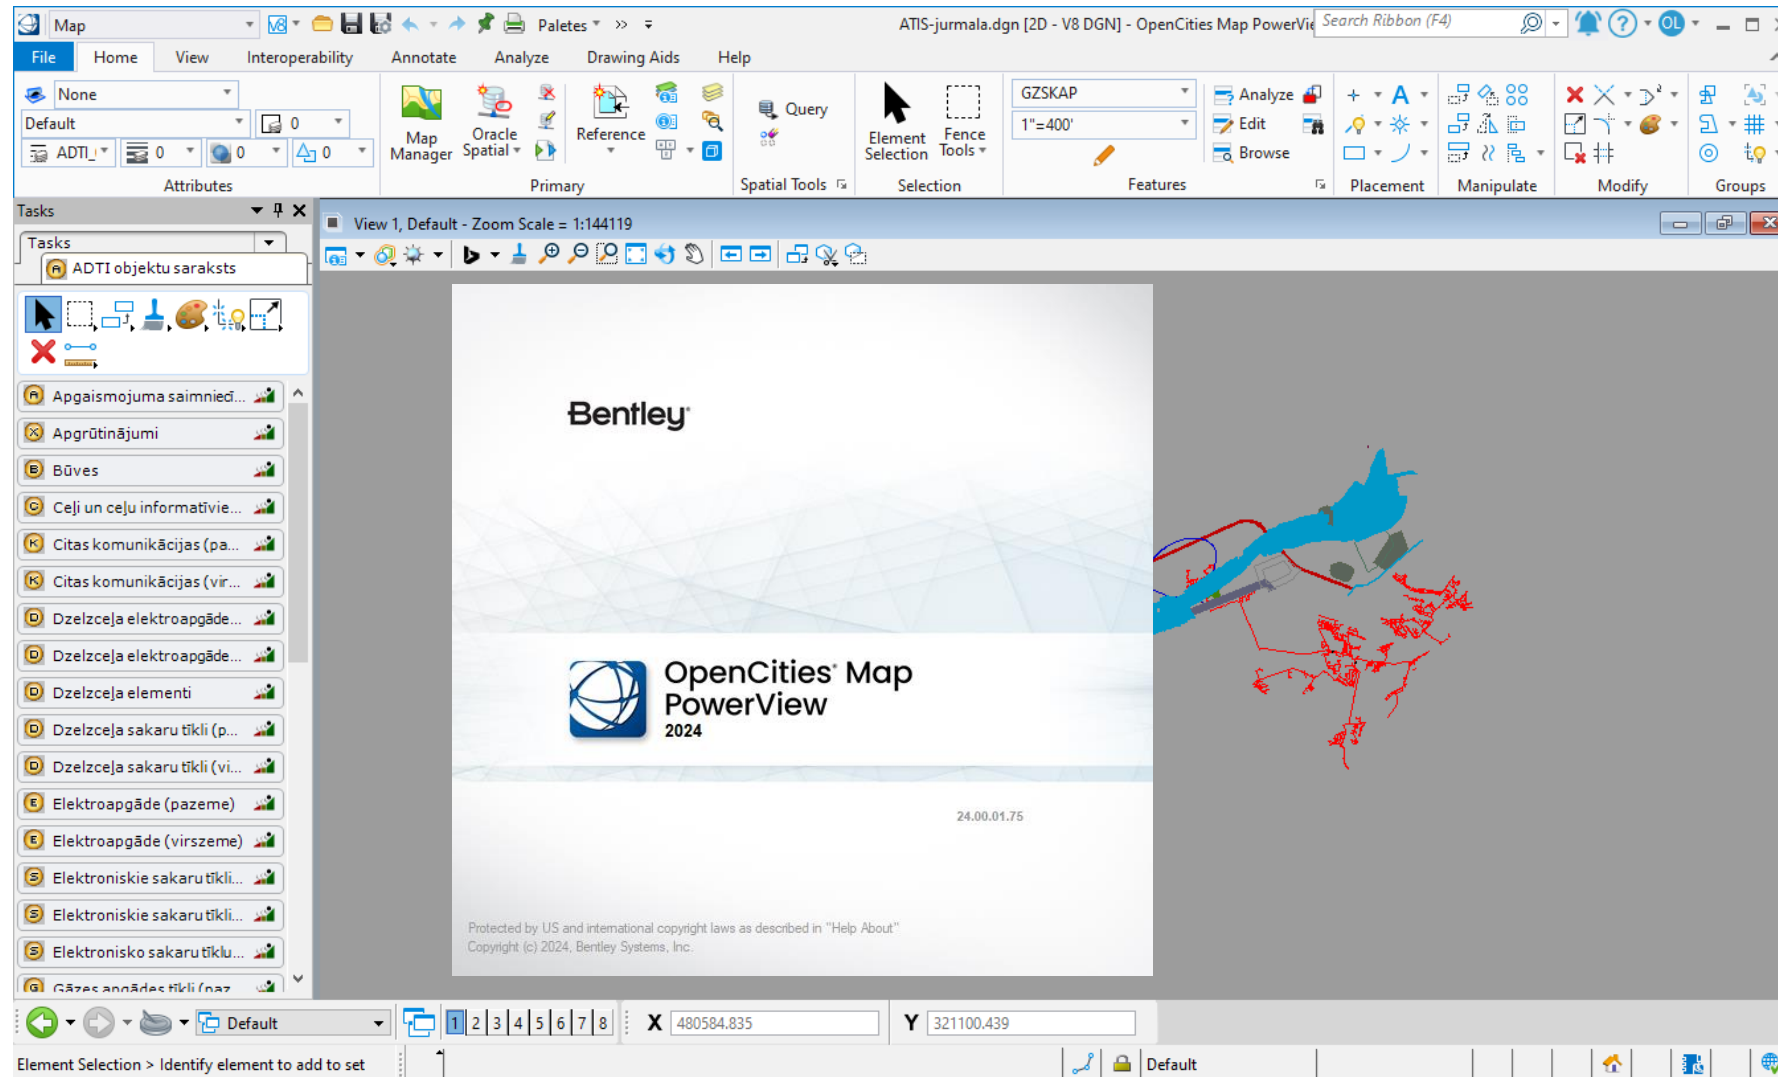 Map
Paletes
ATIS-jurmala.dgn [2D - V8 DGN] - OpenCities Map PowerVie
Search Ribbon (F4)
OL
File Home View Interoperability Annotate Analyze Drawing Aids Help
None
Default
0
ADTI_
0
0
0
Attributes
Map Manager
Oracle Spatial
Reference
Primary
Query
Spatial Tools
Element Selection
Fence Tools
Selection
GZSKAP
1"=400'
Analyze
Edit
Browse
Features
Placement
Manipulate
Modify
Groups
Tasks
Tasks
ADTI objektu saraksts
View 1, Default - Zoom Scale = 1:144119
Apgaismojuma saimniecī...
Apgrūtinājumi
Būves
Ceļi un ceļu informatīvie...
Citas komunikācijas (pa...
Citas komunikācijas (vir...
Dzelzceļa elektroapgāde...
Dzelzceļa elektroapgāde...
Dzelzceļa elementi
Dzelzceļa sakaru tīkli (p...
Dzelzceļa sakaru tīkli (vi...
Elektroapgāde (pazeme)
Elektroapgāde (virszeme)
Elektroniskie sakaru tīkli...
Elektroniskie sakaru tīkli...
Elektronisko sakaru tīklu...
Gāzes apgādes tīkli (paz...
Bentley
OpenCities Map
PowerView
2024
24.00.01.75
Protected by US and international copyright laws as described in "Help About"
Copyright (c) 2024, Bentley Systems, Inc.
Default
1 2 3 4 5 6 7 8
X 480584.835
Y 321100.439
Element Selection > Identify element to add to set
Default